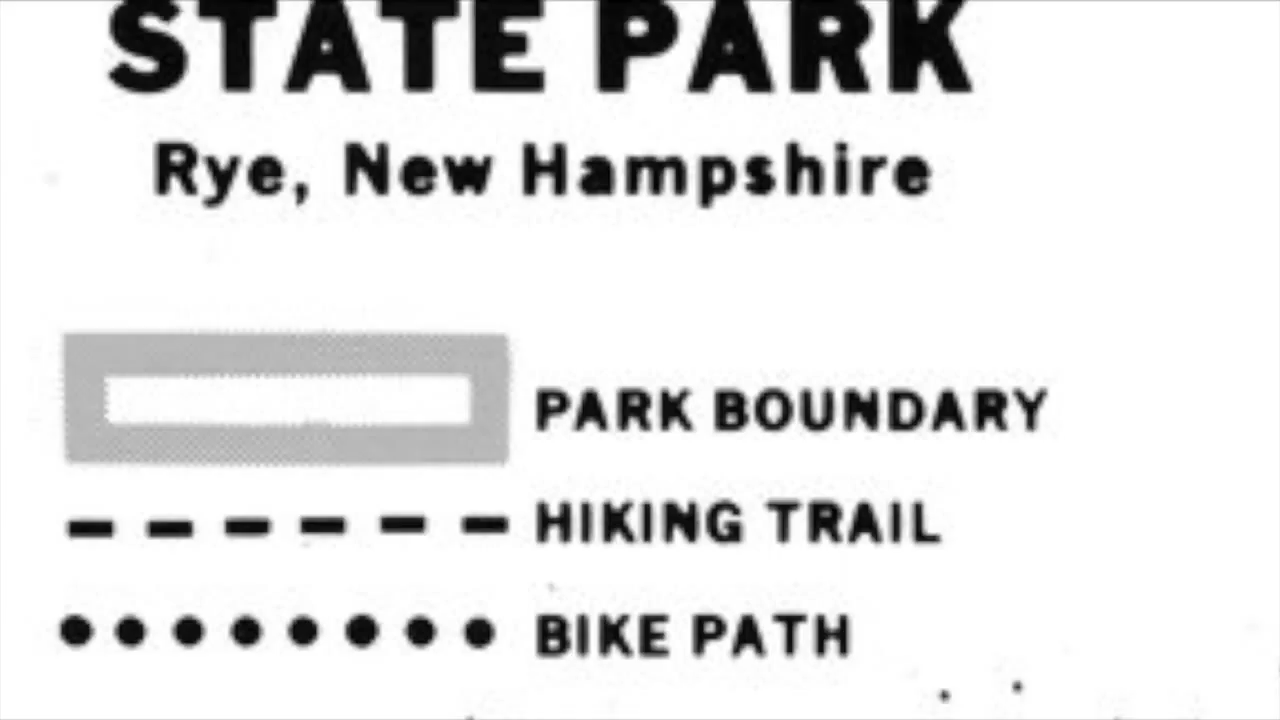 STATE PARK
Rye, New Hampshire
PARK BOUNDARY
HIKING TRAIL
BIKE PATH